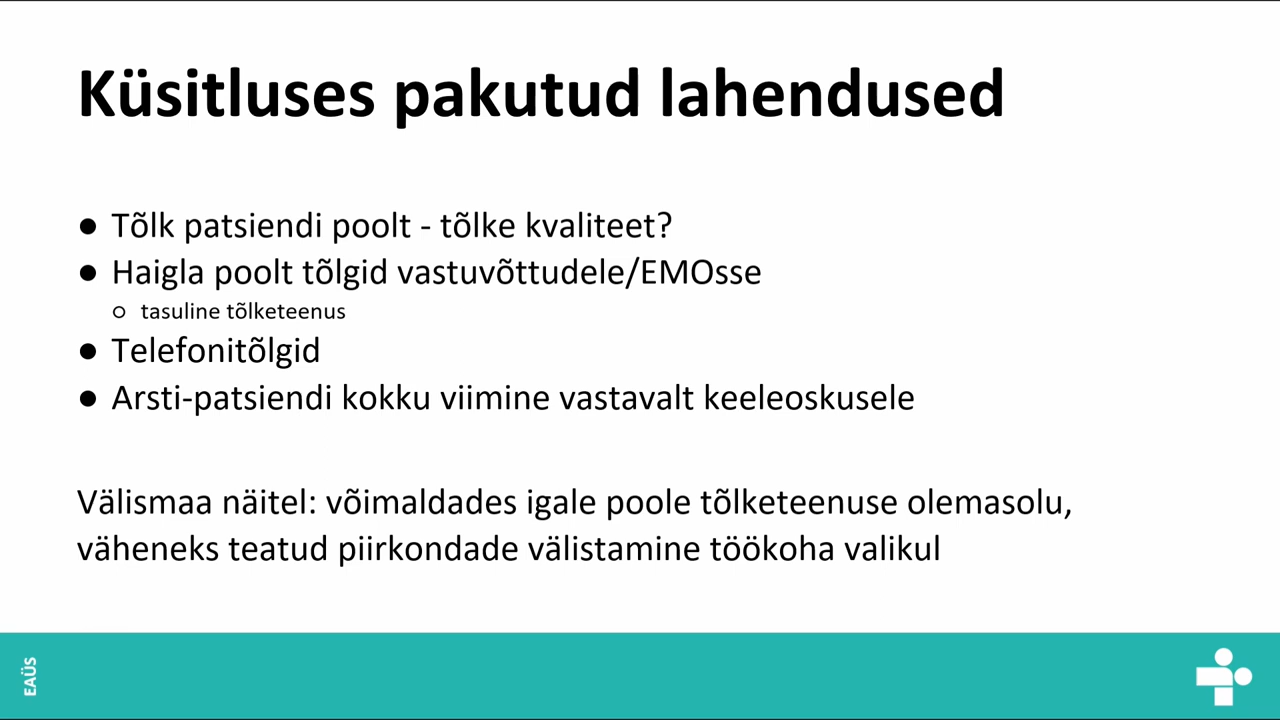 Küsitluses pakutud lahendused
● Tõlk patsiendi poolt - tõlke kvaliteet?
● Haigla poolt tõlgid vastuvõttudele/EMOsse
○ tasuline tõlketeenus
● Telefonitõlgid
● Arsti-patsiendi kokku viimine vastavalt keeleoskusele
Välismaa näitel: võimaldades igale poole tõlketeenuse olemasolu,
väheneks teatud piirkondade välistamine töökoha valikul
EAÜS